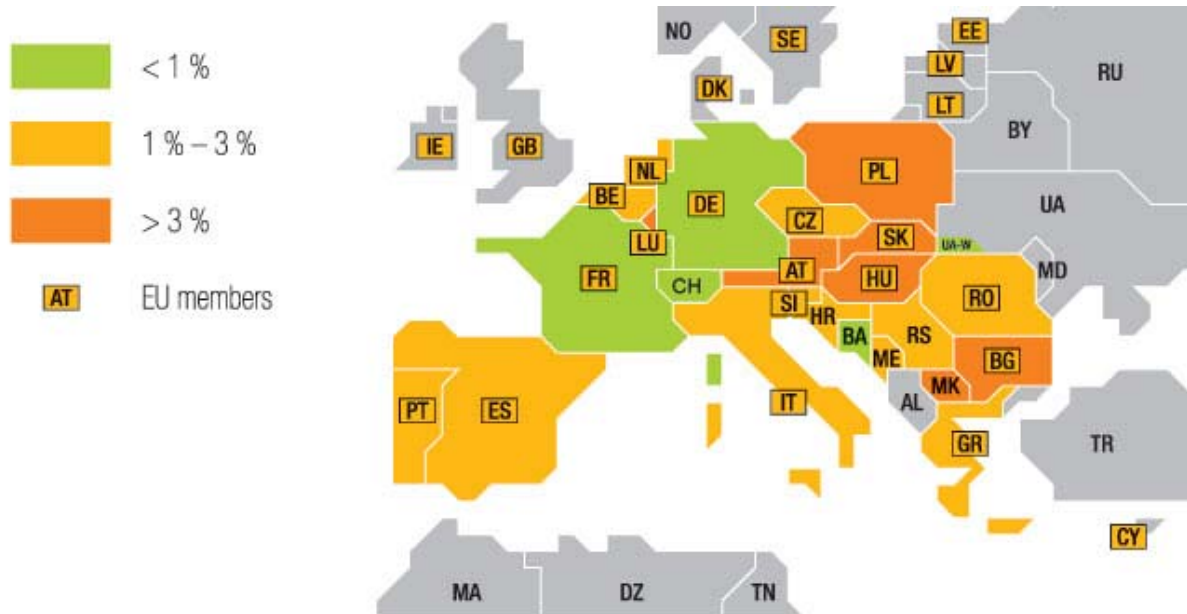 < 1 %
1 % – 3 %
> 3 %
AT EU members
NO
SE
EE
LV
LT
RU
DK
BY
IE
GB
NL
BE
DE
PL
CZ
UA
LU
SK
UA-W
FR
CH
AT
HU
MD
SI
HR
RO
BA
RS
ME
BG
MK
AL
PT
ES
IT
GR
TR
CY
MA
DZ
TN